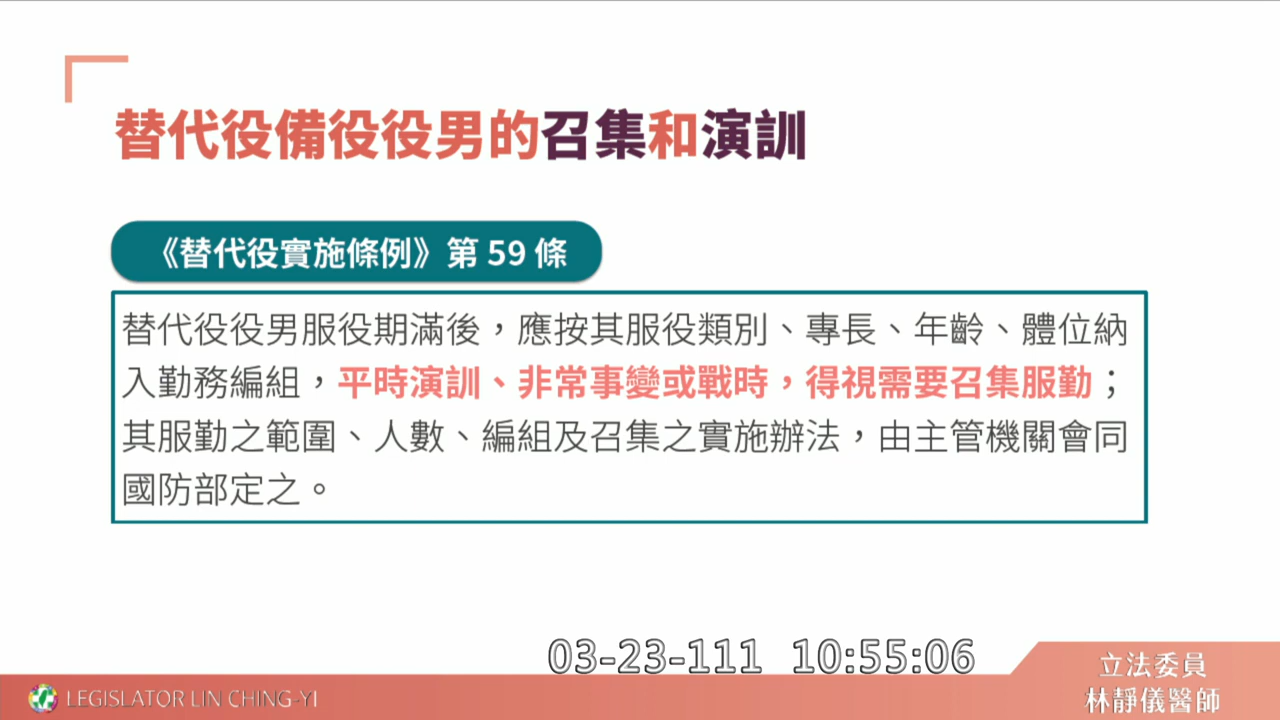 替代役備役役男的召集和演訓
《替代役實施條例》第 59 條
替代役役男服役期滿後，應按其服役類別、專長、年齡、體位納
入勤務編組，平時演訓、非常事變或戰時，得視需要召集服勤；
其服勤之範圍、人數、編組及召集之實施辦法，由主管機關會同
國防部定之。
03-23-111 10:55:06
立法委員
林靜儀醫師
LEGISLATOR LIN CHING-YI